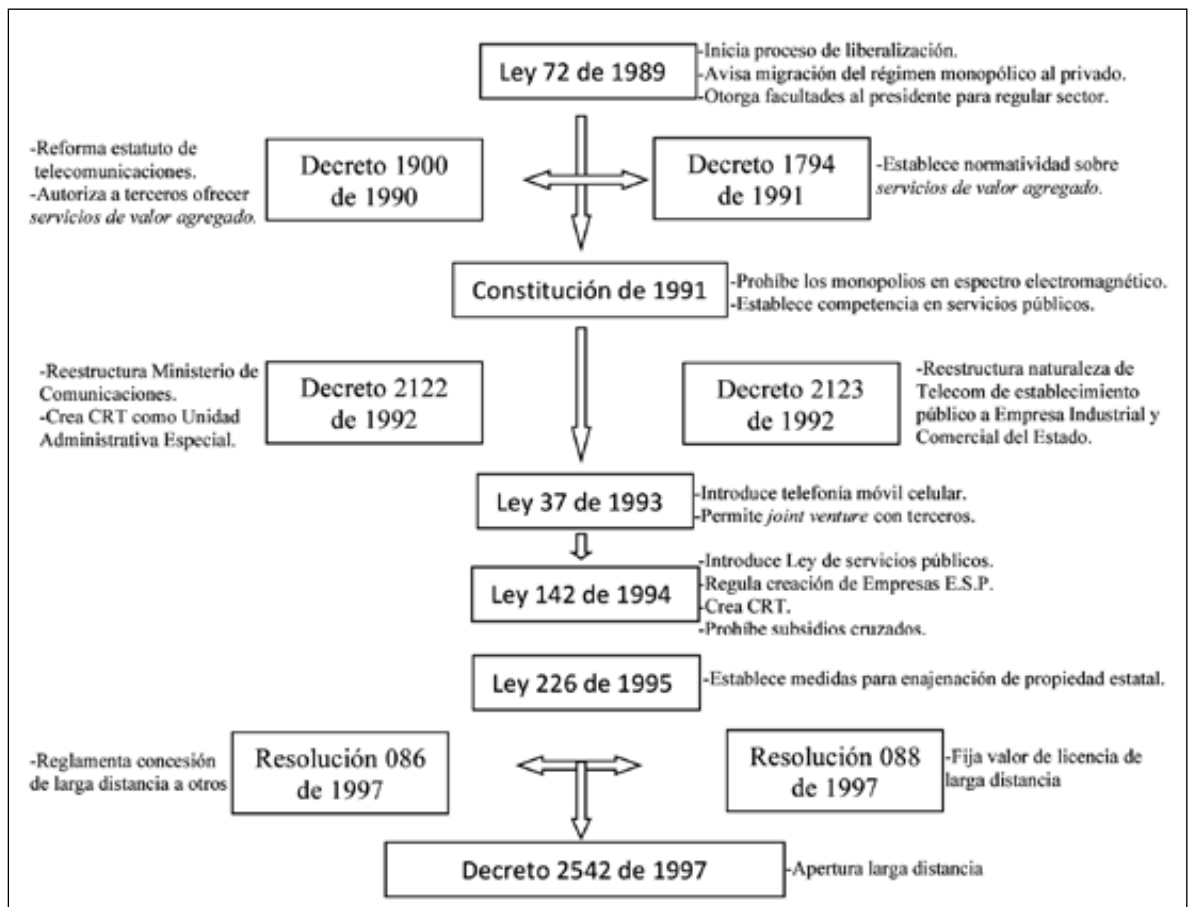 Ley 72 de 1989
-Inicia proceso de liberalización.
-Avisa migración del régimen monopólico al privado.
-Otorga facultades al presidente para regular sector.
-Reforma estatuto de
telecomunicaciones.
-Autoriza a terceros ofrecer
servicios de valor agregado.
Decreto 1900
de 1990
Decreto 1794
de 1991
-Establece normatividad sobre
servicios de valor agregado.
Constitución de 1991
-Prohíbe los monopolios en espectro electromagnético.
-Establece competencia en servicios públicos.
-Reestructura Ministerio de
Comunicaciones.
-Crea CRT como Unidad
Administrativa Especial.
Decreto 2122
de 1992
Decreto 2123
de 1992
-Reestructura naturaleza de
Telecom de establecimiento
público a Empresa Industrial y
Comercial del Estado.
Ley 37 de 1993
-Introduce telefonía móvil celular.
-Permite joint venture con terceros.
Ley 142 de 1994
-Introduce Ley de servicios públicos.
-Regula creación de Empresas E.S.P.
-Crea CRT.
-Prohíbe subsidios cruzados.
Ley 226 de 1995
-Establece medidas para enajenación de propiedad estatal.
-Reglamenta concesión
de larga distancia a otros
Resolución 086
de 1997
Resolución 088
de 1997
-Fija valor de licencia de
larga distancia
Decreto 2542 de 1997
-Apertura larga distancia